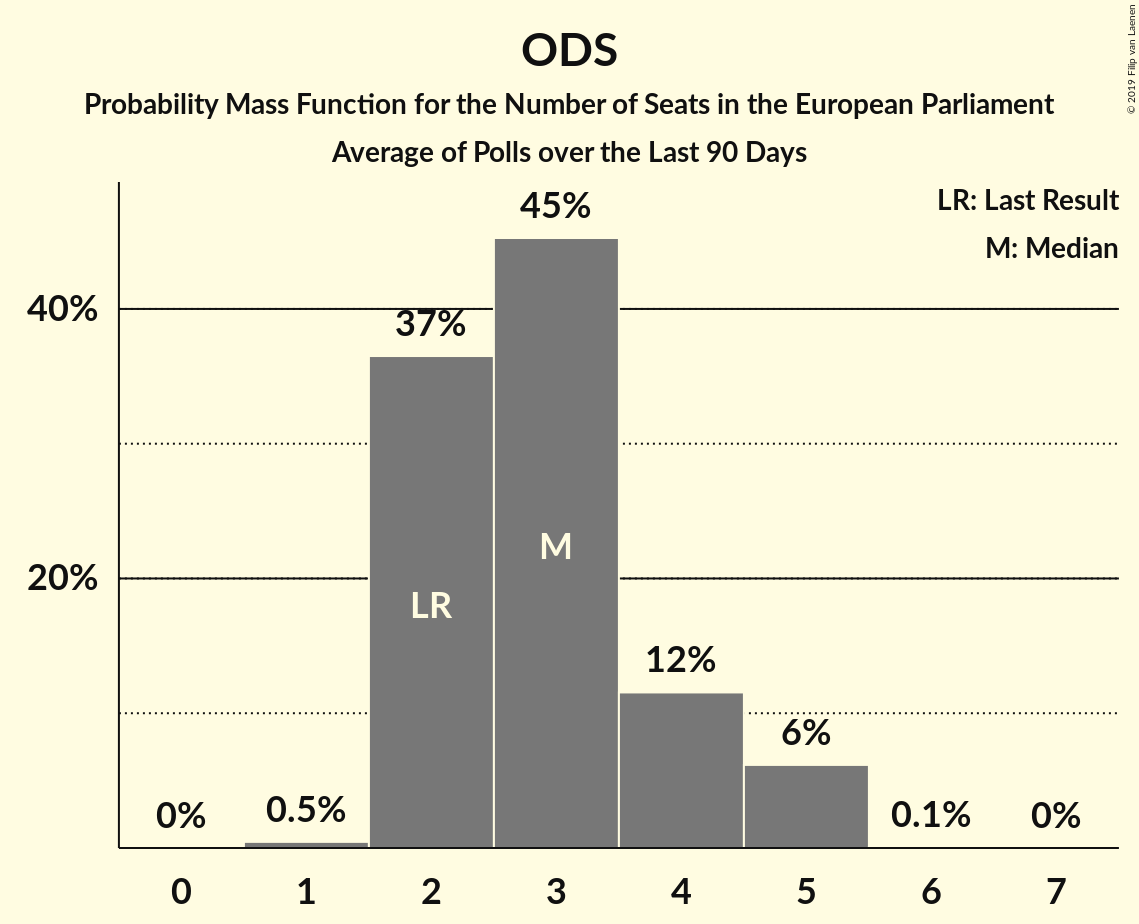 ODS
Probability Mass Function for the Number of Seats in the European Parliament
Average of Polls over the Last 90 Days
© 2019 Filip van Laenen
LR: Last Result
M: Median
45%
40%
37%
M
20%
LR
12%
6%
0%
0.5%
0.1%
0%
0 1 2 3 4 5 6 7